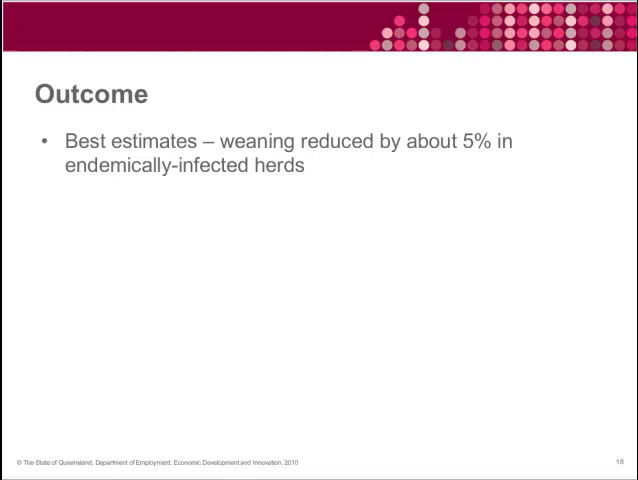 Outcome
• Best estimates – weaning reduced by about 5% in
endemically-infected herds
© The State of Queensland, Department of Employment, Economic Development and Innovation, 2010
18